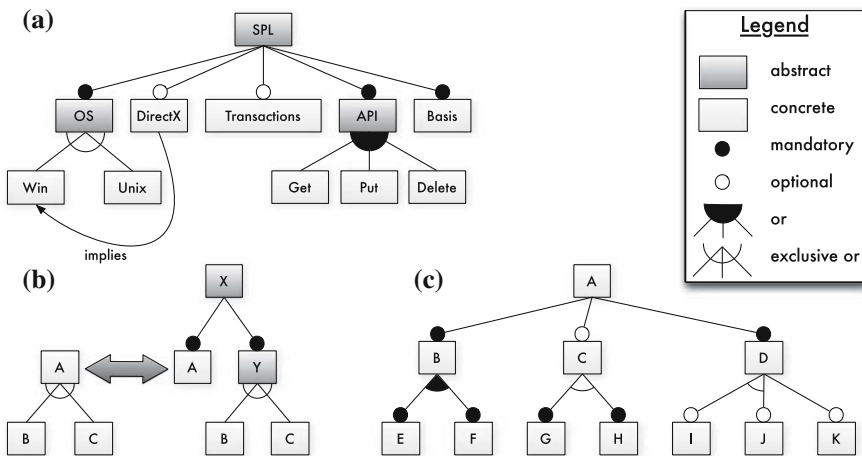 (a)
SPL
OS
DirectX
Transactions
API
Basis
Win
Unix
Get
Put
Delete
implies
Legend
abstract
concrete
mandatory
optional
or
exclusive or
(b)
X
A
A
Y
B
C
B
C
(c)
A
B
C
D
E
F
G
H
I
J
K